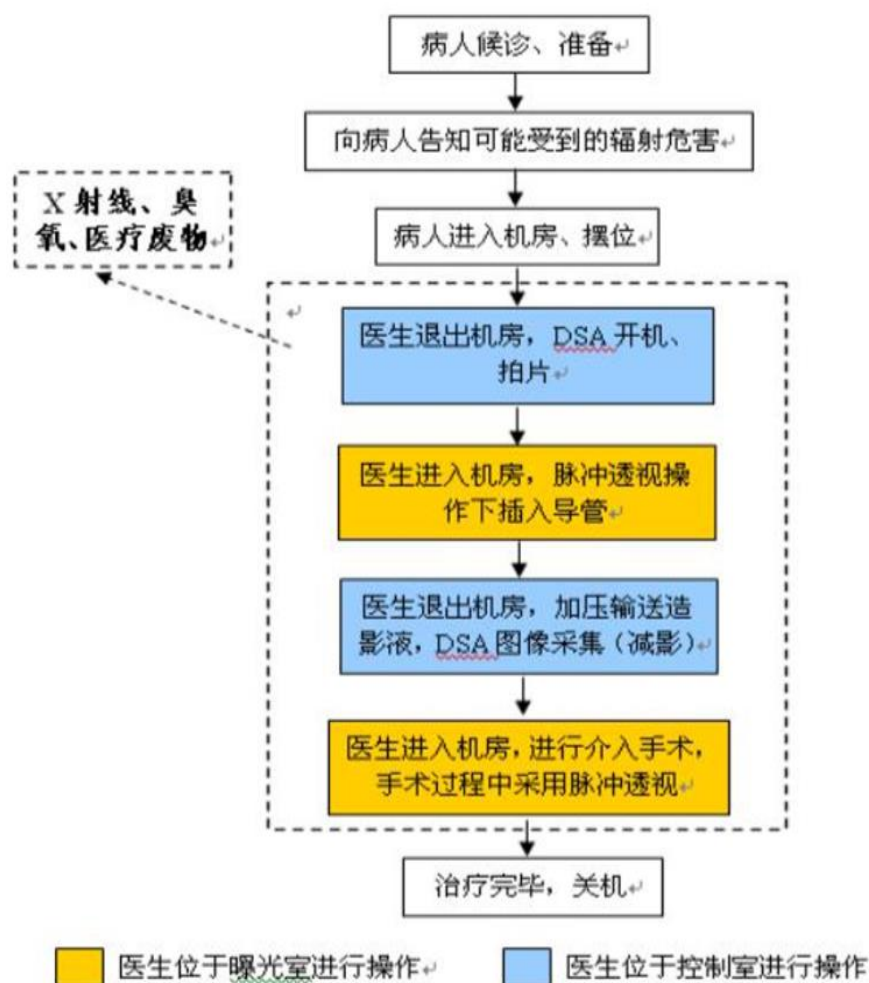 病人候诊、准备
向病人告知可能受到的辐射危害
X 射线、臭
氧、医疗废物
病人进入机房、摆位
医生退出机房，DSA 开机、
拍片
医生进入机房，脉冲透视操
作下插入导管
医生退出机房，加压输送造
影液，DSA 图像采集（减影）
医生进入机房，进行介入手术，
手术过程中采用脉冲透视
治疗完毕，关机
医生位于曝光室进行操作
医生位于控制室进行操作